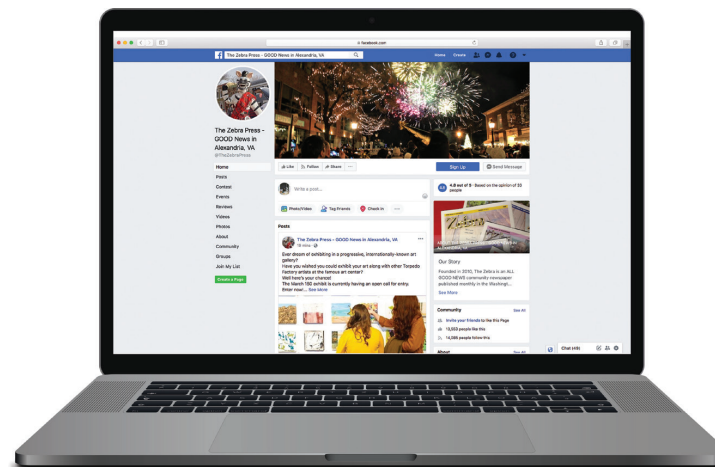 facebook.com
The Zebra Press - GOOD News in Alexandria, VA
Home Create
The Zebra Press -
GOOD News in
Alexandria, VA
@TheZebraPress
Home
Posts
Contest
Events
Reviews
Videos
Photos
About
Community
Groups
Join My List
Create a Page
Like Follow Share ...
Sign Up
Send Message
Write a post...
Photo/Video Tag Friends Check in ...
Posts
The Zebra Press - GOOD News in Alexandria, VA
Ever dream of exhibiting in a progressive, internationally-known art
gallery?
Have you wished you could exhibit your art along with other Torpedo
Factory artists at the famous art center?
Well here's your chance!
The March 150 exhibit is currently having an open call for entry.
Enter now!... See More
4.8 out of 5 · Based on the opinion of 33
people
Our Story
Founded in 2010, The Zebra is an ALL
GOOD NEWS community newspaper
published monthly in the Washingt...
See More
Community See All
Invite your friends to like this Page
people like this
people follow this
About See All
Chat